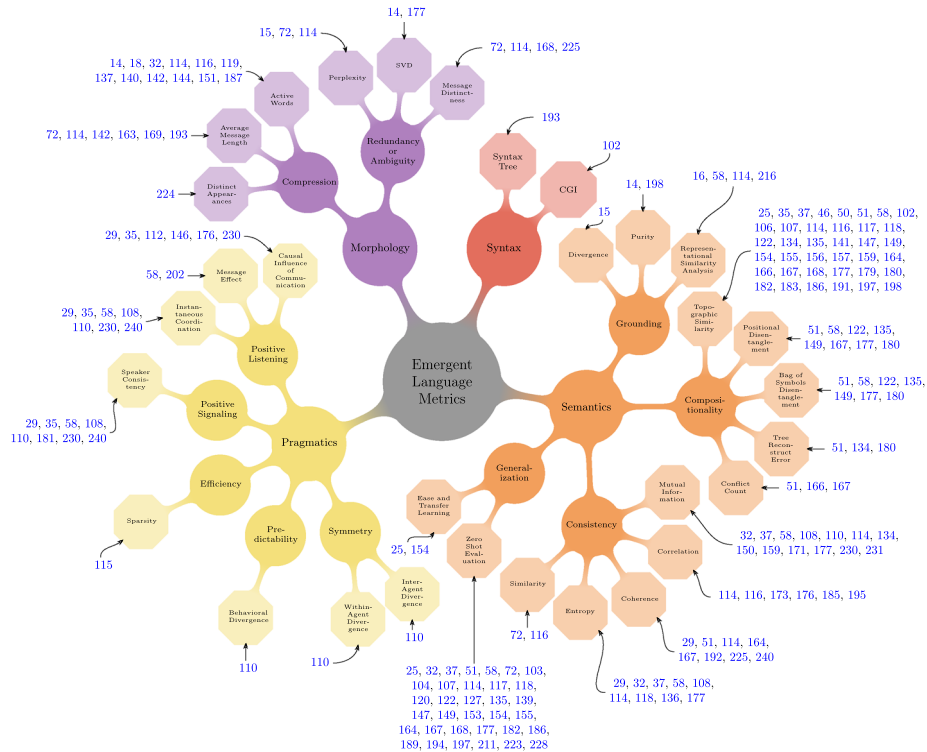 14, 177
15, 72, 114
72, 114, 168, 225
SVD
Perplexity
Message
Distinct-
ness
14, 18, 32, 114, 116, 119,
137, 140, 142, 144, 151, 187
Active
Words
72, 114, 142, 163, 169, 193
Average
Message
Length
Redundancy
or
Ambiguity
224
Distinct
Appear-
ances
Compression
Morphology
193
Syntax
Tree
102
CGI
Syntax
15
Divergence
14, 198
Purity
16, 58, 114, 216
Represen-
tational
Similarity
Analysis
Grounding
25, 35, 37, 46, 50, 51, 58, 102,
106, 107, 114, 116, 117, 118,
122, 134, 135, 141, 147, 149,
154, 155, 156, 157, 159, 164,
166, 167, 168, 177, 179, 180,
182, 183, 186, 191, 197, 198
Topo-
graphic
Simi-
larity
Positional
Disen-
tangle-
ment
51, 58, 122, 135,
149, 167, 177, 180
Bag of
Symbols
Disen-
tangle-
ment
51, 58, 122, 135,
149, 177, 180
Tree
Recon-
struct
Error
51, 134, 180
Conflict
Count
51, 166, 167
Composi-
tionality
Semantics
Emergent
Language
Metrics
29, 35, 112, 146, 176, 230
Causal
Influence
of
Commu-
nication
58, 202
Message
Effect
29, 35, 58, 108,
110, 230, 240
Instan-
taneous
Coordi-
nation
Positive
Listening
Speaker
Consis-
tency
29, 35, 58, 108,
110, 181, 230, 240
Positive
Signaling
Pragmatics
Efficiency
Sparsity
115
Pre-
dictability
Behavioral
Divergence
110
Symmetry
Within-
Agent
Diver-
gence
110
Inter-
Agent
Diver-
gence
110
General-
ization
Ease and
Transfer
Learning
25, 154
Zero
Shot
Eval-
uation
25, 32, 37, 51, 58, 72, 103,
104, 107, 114, 117, 118,
120, 122, 127, 135, 139,
147, 149, 153, 154, 155,
164, 167, 168, 177, 182, 186,
189, 194, 197, 211, 223, 228
Consistency
Mutual
Infor-
mation
32, 37, 58, 108, 110, 114, 134,
150, 159, 171, 177, 230, 231
Correlation
114, 116, 173, 176, 185, 195
Coherence
29, 51, 114, 164,
167, 192, 225, 240
Entropy
29, 32, 37, 58, 108,
114, 118, 136, 177
Similarity
72, 116